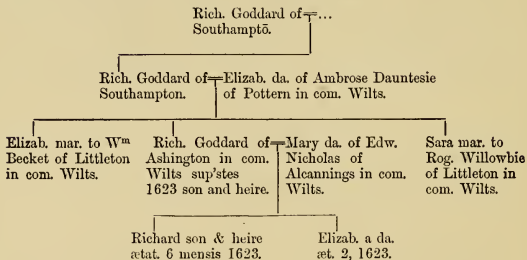 Rich. Goddard of=...
Southamptō.
Rich. Goddard of=Elizab. da. of Ambrose Dauntesie
Southampton. of Pottern in com. Wilts.
Elizab. mar. to Wm
Becket of Littleton
in com. Wilts.
Rich. Goddard of=Mary da. of Edw.
Ashington in com. Nicholas of
Wilts sup'stes Alcannings in com.
1623 son and heire. Wilts.
Sara mar. to
Rog. Willowbie
of Littleton in
com. Wilts.
Richard son & heire
ætat. 6 mensis 1623.
Elizab. a da.
æt. 2, 1623.